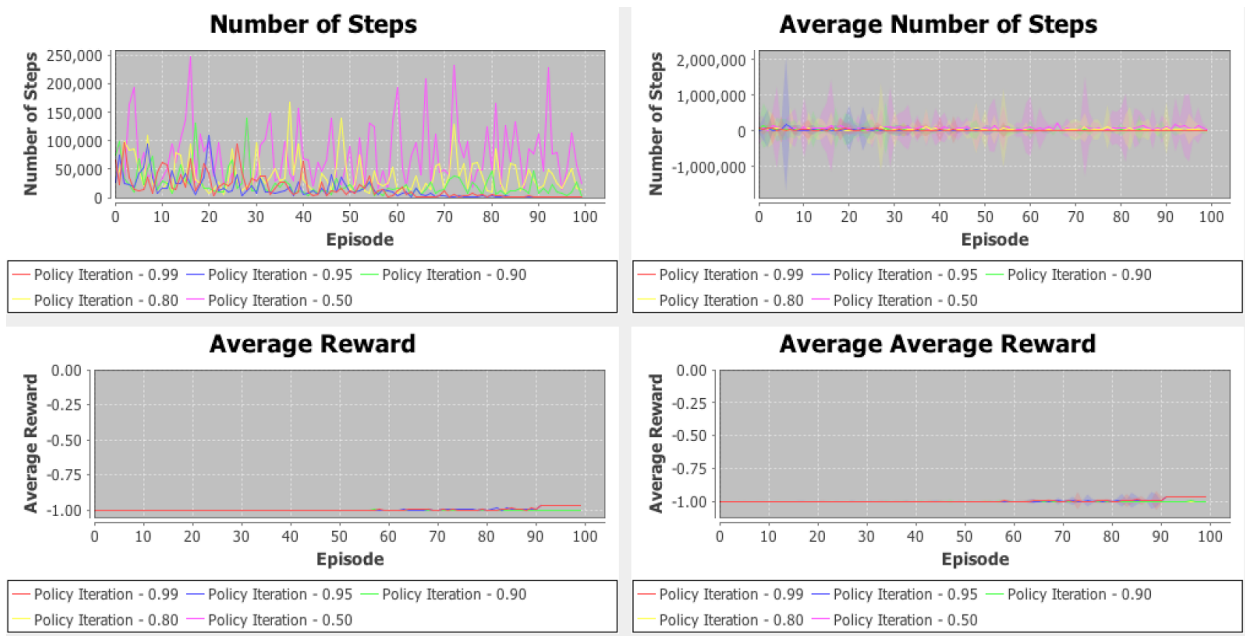 Number of Steps
Number of Steps
250,000
200,000
150,000
100,000
50,000
0
0 10 20 30 40 50 60 70 80 90 100
Episode
Policy Iteration - 0.99 Policy Iteration - 0.95 Policy Iteration - 0.90
Policy Iteration - 0.80 Policy Iteration - 0.50
Average Number of Steps
Number of Steps
2,000,000
1,000,000
0
-1,000,000
0 10 20 30 40 50 60 70 80 90 100
Episode
Policy Iteration - 0.99 Policy Iteration - 0.95 Policy Iteration - 0.90
Policy Iteration - 0.80 Policy Iteration - 0.50
Average Reward
Average Reward
0.00
-0.25
-0.50
-0.75
-1.00
0 10 20 30 40 50 60 70 80 90 100
Episode
Policy Iteration - 0.99 Policy Iteration - 0.95 Policy Iteration - 0.90
Policy Iteration - 0.80 Policy Iteration - 0.50
Average Average Reward
Average Reward
0.00
-0.25
-0.50
-0.75
-1.00
0 10 20 30 40 50 60 70 80 90 100
Episode
Policy Iteration - 0.99 Policy Iteration - 0.95 Policy Iteration - 0.90
Policy Iteration - 0.80 Policy Iteration - 0.50